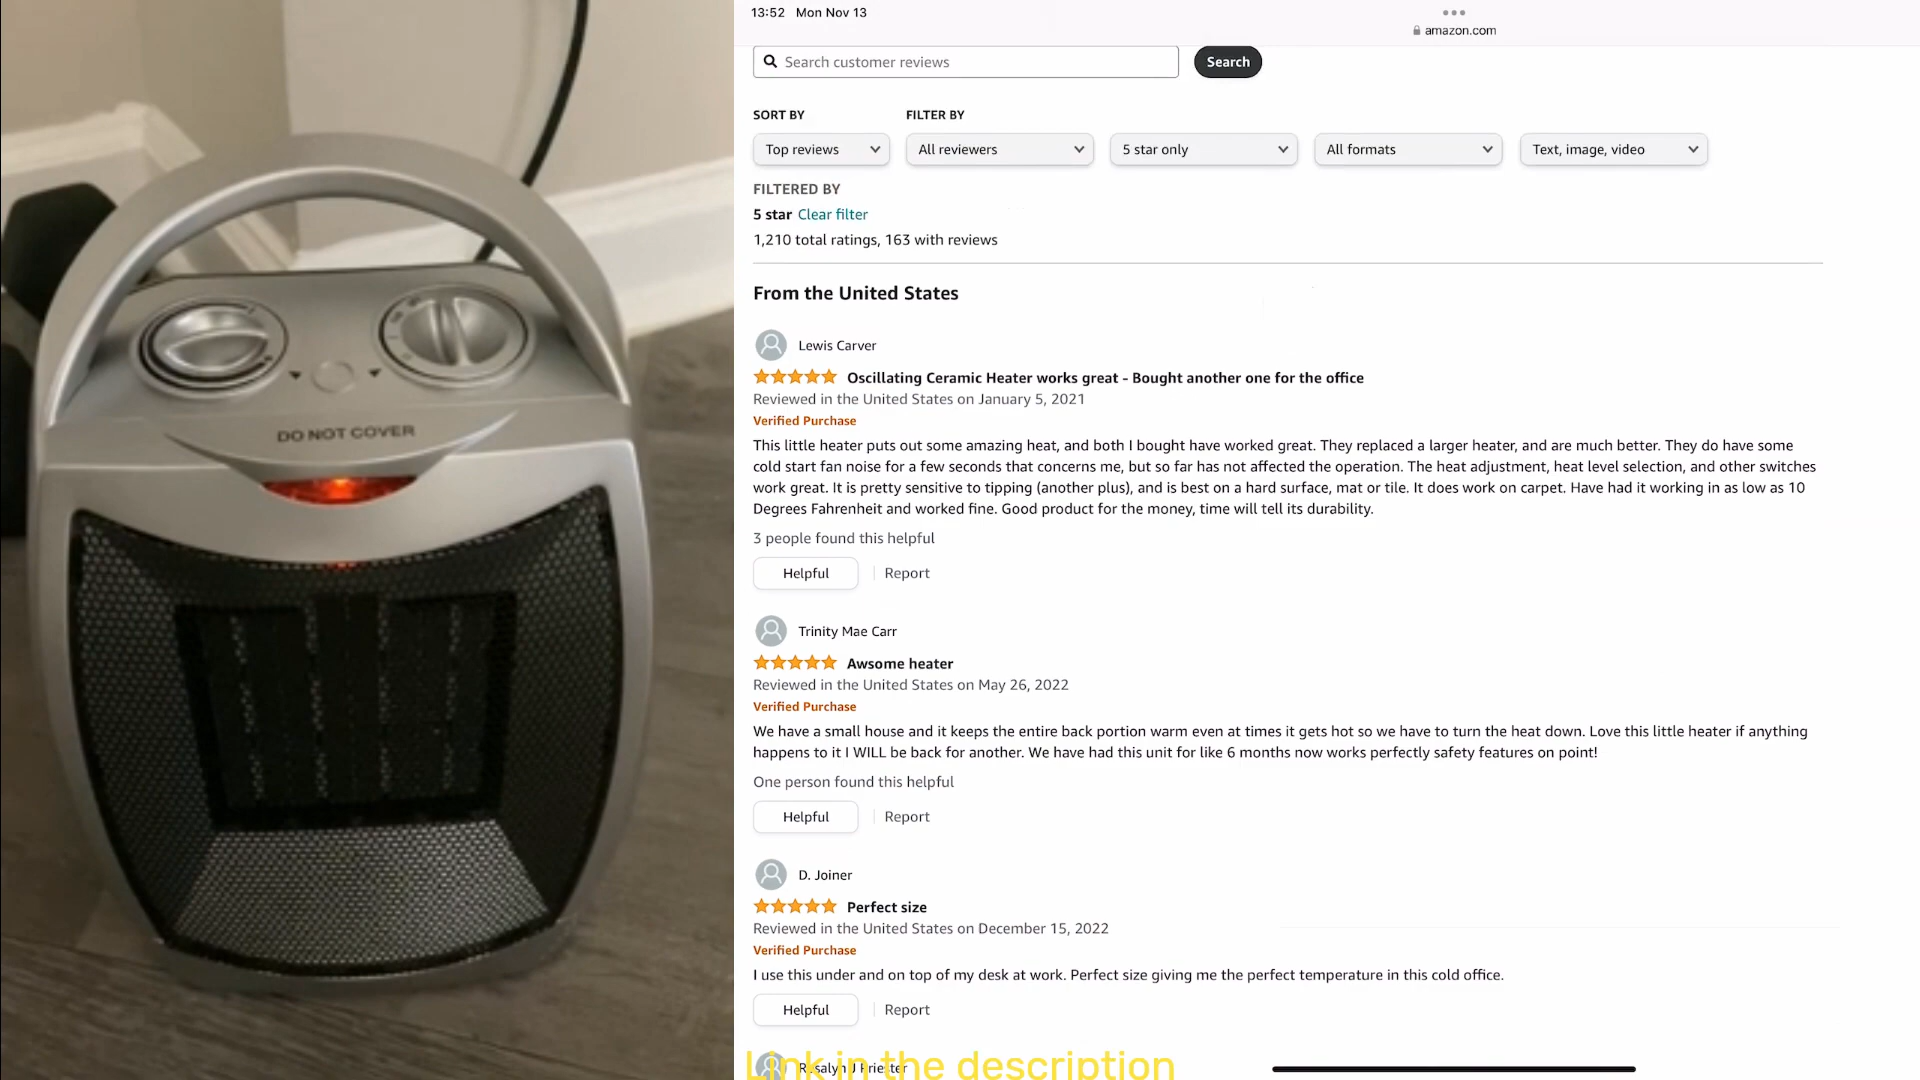 13:52 Mon Nov 13
amazon.com
Search customer reviews
Search
SORT BY
FILTER BY
Top reviews
All reviewers
5 star only
All formats
Text, image, video
FILTERED BY
5 star Clear filter
1,210 total ratings, 163 with reviews
From the United States
Lewis Carver
Oscillating Ceramic Heater works great - Bought another one for the office
Reviewed in the United States on January 5, 2021
Verified Purchase
This little heater puts out some amazing heat, and both I bought have worked great. They replaced a larger heater, and are much better. They do have some
cold start fan noise for a few seconds that concerns me, but so far has not affected the operation. The heat adjustment, heat level selection, and other switches
work great. It is pretty sensitive to tipping (another plus), and is best on a hard surface, mat or tile. It does work on carpet. Have had it working in as low as 10
Degrees Fahrenheit and worked fine. Good product for the money, time will tell its durability.
3 people found this helpful
Helpful
Report
Trinity Mae Carr
Awsome heater
Reviewed in the United States on May 26, 2022
Verified Purchase
We have a small house and it keeps the entire back portion warm even at times it gets hot so we have to turn the heat down. Love this little heater if anything
happens to it I WILL be back for another. We have had this unit for like 6 months now works perfectly safety features on point!
One person found this helpful
Helpful
Report
D. Joiner
Perfect size
Reviewed in the United States on December 15, 2022
Verified Purchase
I use this under and on top of my desk at work. Perfect size giving me the perfect temperature in this cold office.
Helpful
Report
Rosalyn J Priester
Link in the description
DO NOT COVER